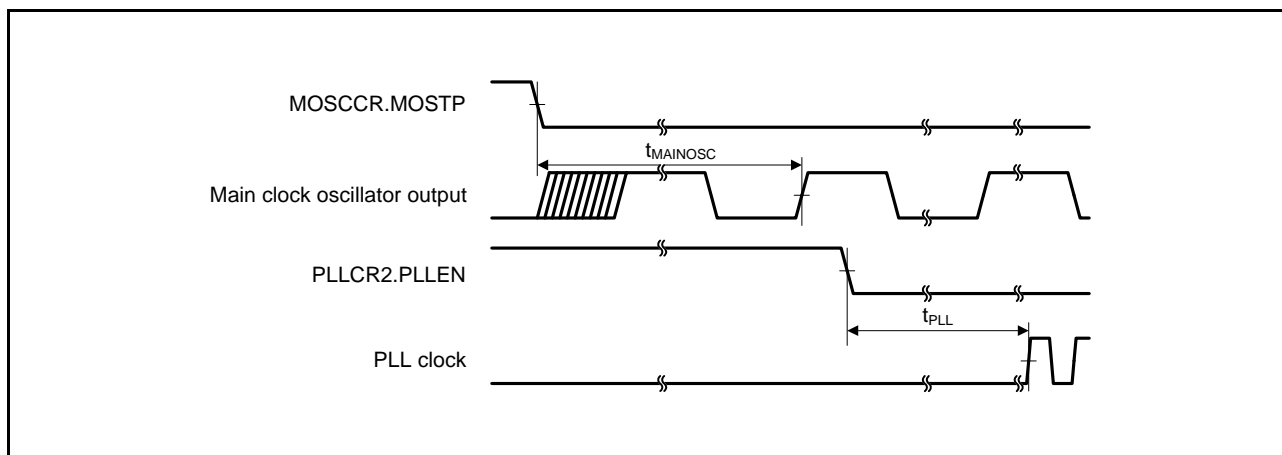 MOSCCR.MOSTP
tMAINOSC
Main clock oscillator output
PLLCR2.PLLEN
tPLL
PLL clock